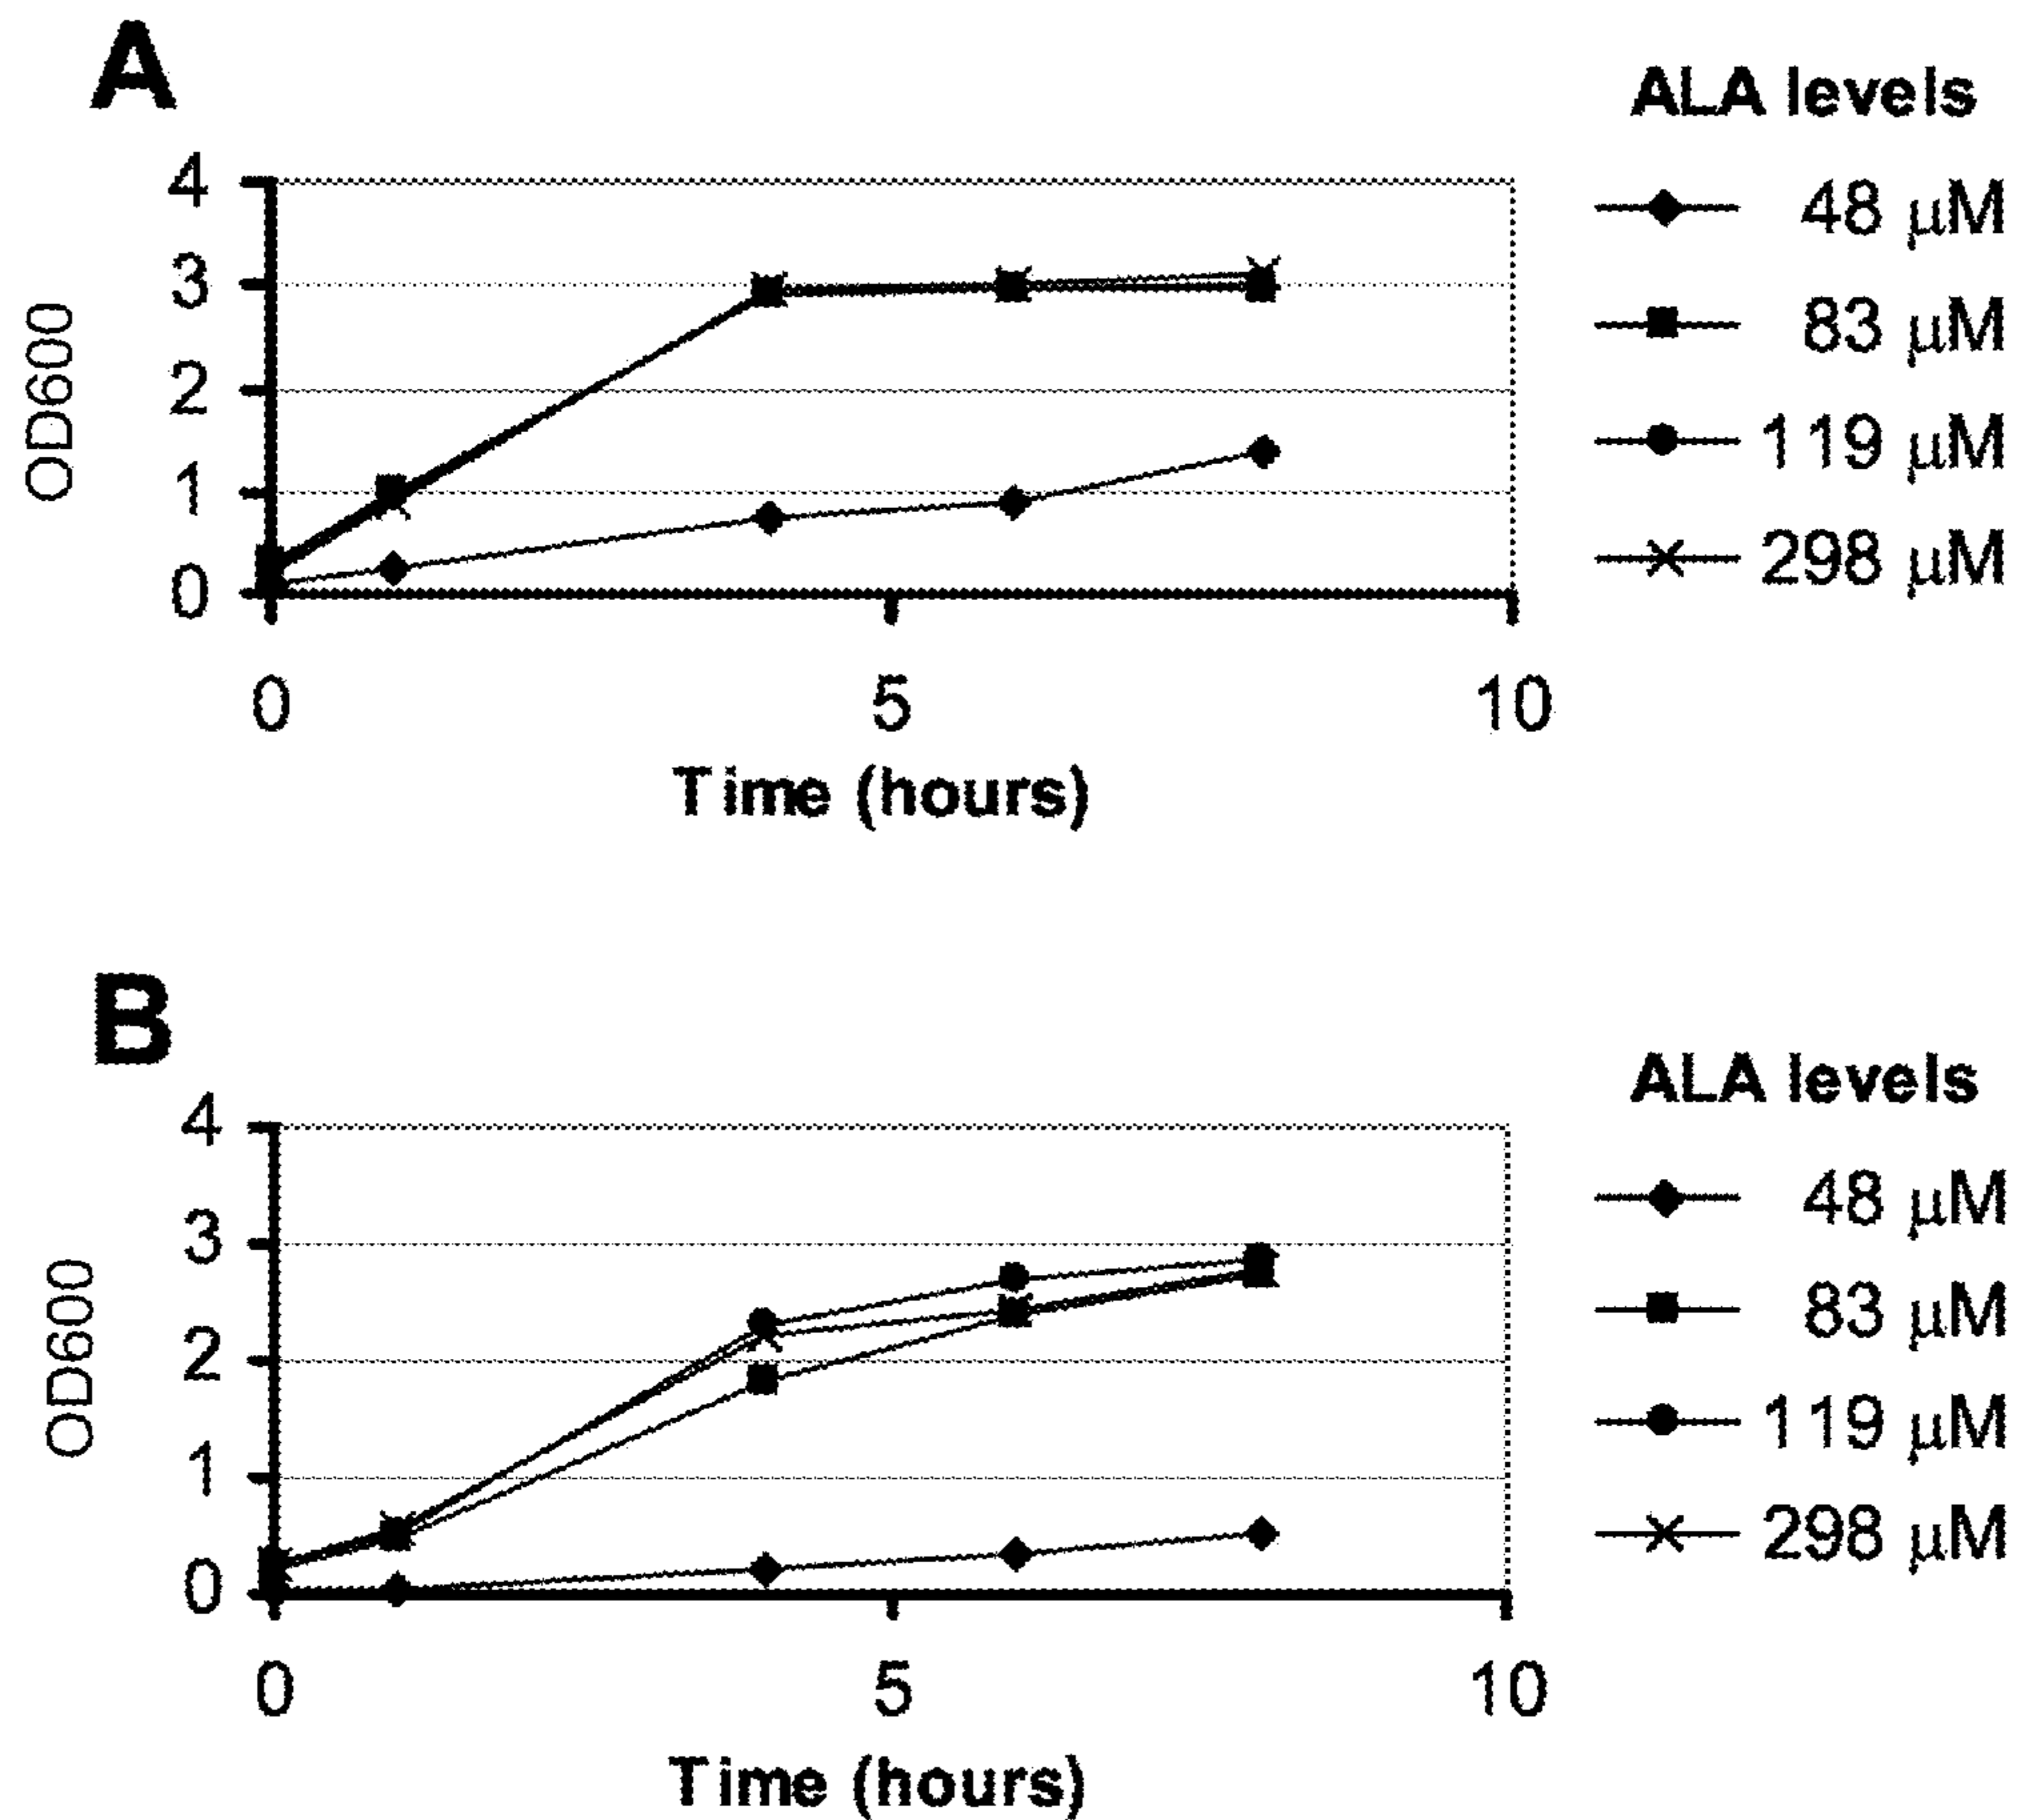 A
ALA levels
48 μM
83 μM
119 μM
298 μM
OD600
4
3
2
1
0
0 5 10
Time (hours)
B
ALA levels
48 μM
83 μM
119 μM
298 μM
OD600
4
3
2
1
0
0 5 10
Time (hours)